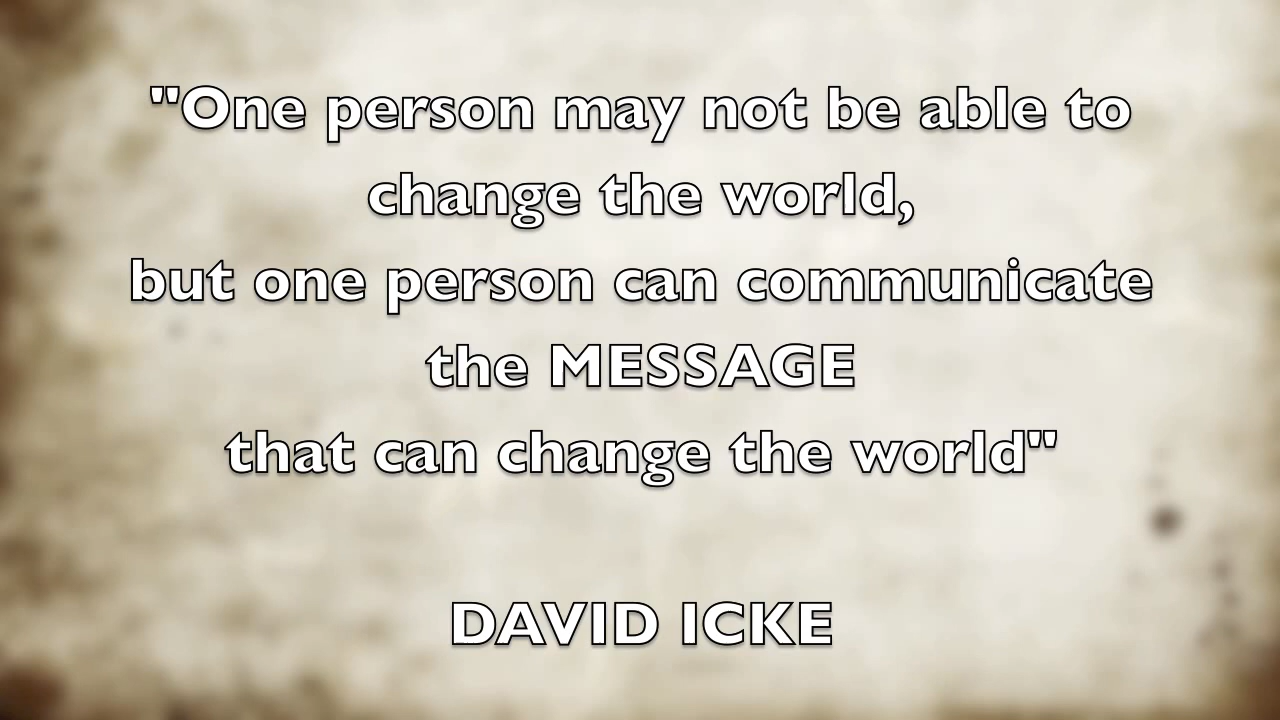 "One person may not be able to
change the world,
but one person can communicate
the MESSAGE
that can change the world"
DAVID ICKE